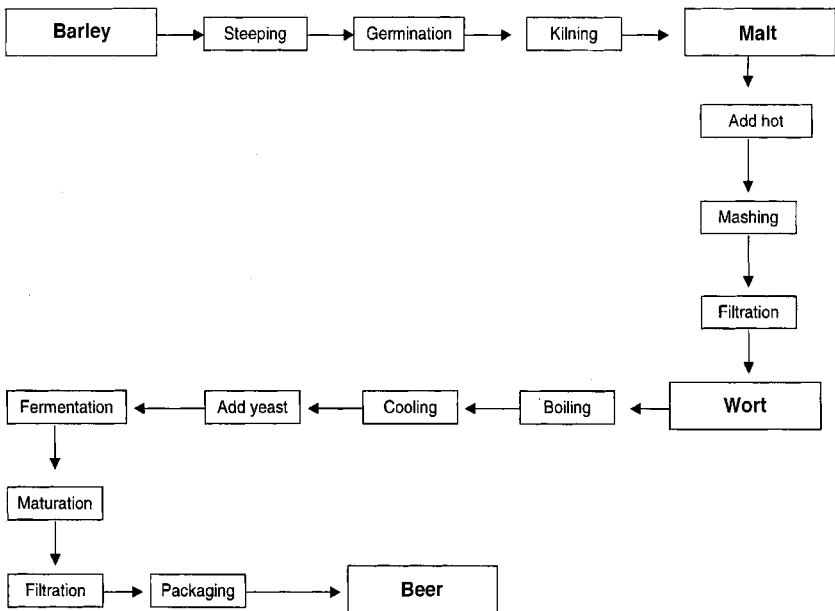 Barley
Steeping
Germination
Kilning
Malt
Add hot
Mashing
Filtration
Wort
Boiling
Cooling
Add yeast
Fermentation
Maturation
Filtration
Packaging
Beer